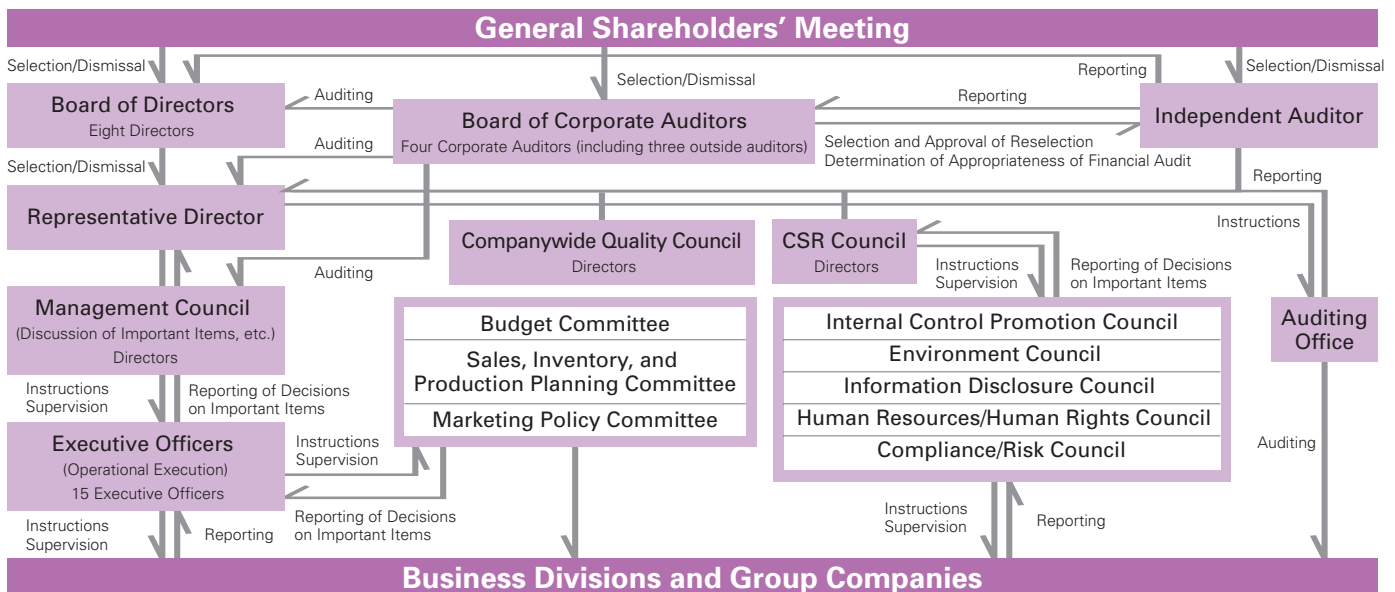 General Shareholders’ Meeting
Selection/Dismissal
Selection/Dismissal
Reporting
Selection/Dismissal
Board of Directors
Eight Directors
Auditing
Board of Corporate Auditors
Four Corporate Auditors (including three outside auditors)
Reporting
Independent Auditor
Auditing
Selection and Approval of Reselection
Determination of Appropriateness of Financial Audit
Selection/Dismissal
Reporting
Representative Director
Companywide Quality Council
Directors
CSR Council
Directors
Instructions
Auditing
Instructions
Supervision
Reporting of Decisions
on Important Items
Management Council
(Discussion of Important Items, etc.)
Directors
Budget Committee
Sales, Inventory, and
Production Planning Committee
Marketing Policy Committee
Internal Control Promotion Council
Environment Council
Information Disclosure Council
Human Resources/Human Rights Council
Compliance/Risk Council
Auditing
Office
Instructions
Supervision
Reporting of Decisions
on Important Items
Executive Officers
(Operational Execution)
15 Executive Officers
Instructions
Supervision
Auditing
Instructions
Supervision
Reporting
Reporting of Decisions
on Important Items
Instructions
Supervision
Reporting
Business Divisions and Group Companies